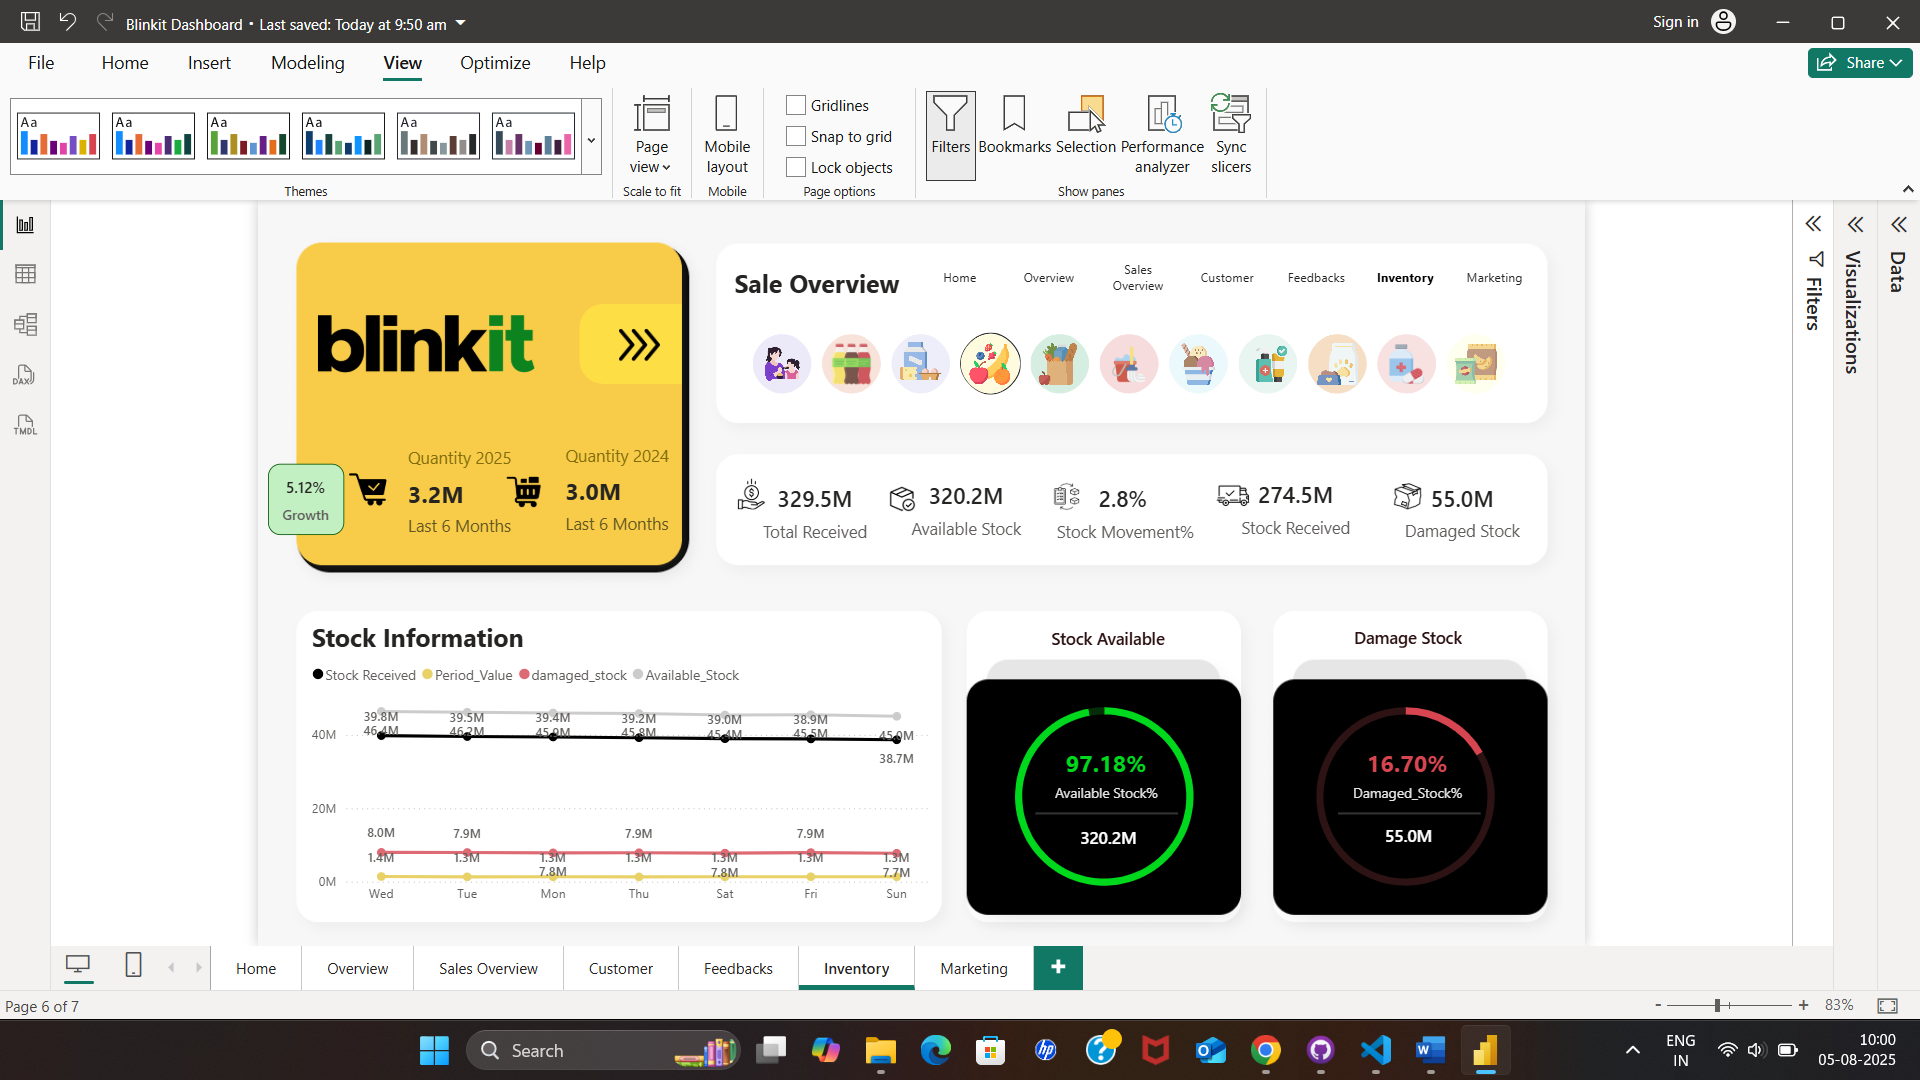 Blinkit Dashboard • Last saved: Today at 9:50 am
Sign in
File Home Insert Modeling View Optimize Help
Share
Aa Aa Aa Aa Aa Aa
Themes
Page view
Scale to fit
Mobile layout
Mobile
Gridlines
Snap to grid
Lock objects
Page options
Filters
Bookmarks
Selection
Performance analyzer
Sync slicers
Show panes
DAX
TMDL
Filters
Visualizations
Data
blinkit
Quantity 2025
3.2M
Last 6 Months
Quantity 2024
3.0M
Last 6 Months
5.12%
Growth
Sale Overview
Home Overview Sales Overview Customer Feedbacks Inventory Marketing
329.5M
Total Received
320.2M
Available Stock
2.8%
Stock Movement%
274.5M
Stock Received
55.0M
Damaged Stock
Stock Information
Stock Received Period_Value damaged_stock Available_Stock
39.8M 39.5M 39.4M 39.2M 39.0M 38.9M
40M 46.4M 46.2M 45.9M 45.8M 45.4M 45.5M 45.0M
38.7M
20M
8.0M 7.9M 7.9M 7.9M
1.4M 1.3M 1.3M 1.3M 1.3M 1.3M 1.3M
7.8M 7.8M 7.7M
0M
Wed Tue Mon Thu Sat Fri Sun
Stock Available
97.18%
Available Stock%
320.2M
Damage Stock
16.70%
Damaged_Stock%
55.0M
Home Overview Sales Overview Customer Feedbacks Inventory Marketing +
Page 6 of 7
- + 83%
Search
hp
ENG
IN
10:00
05-08-2025